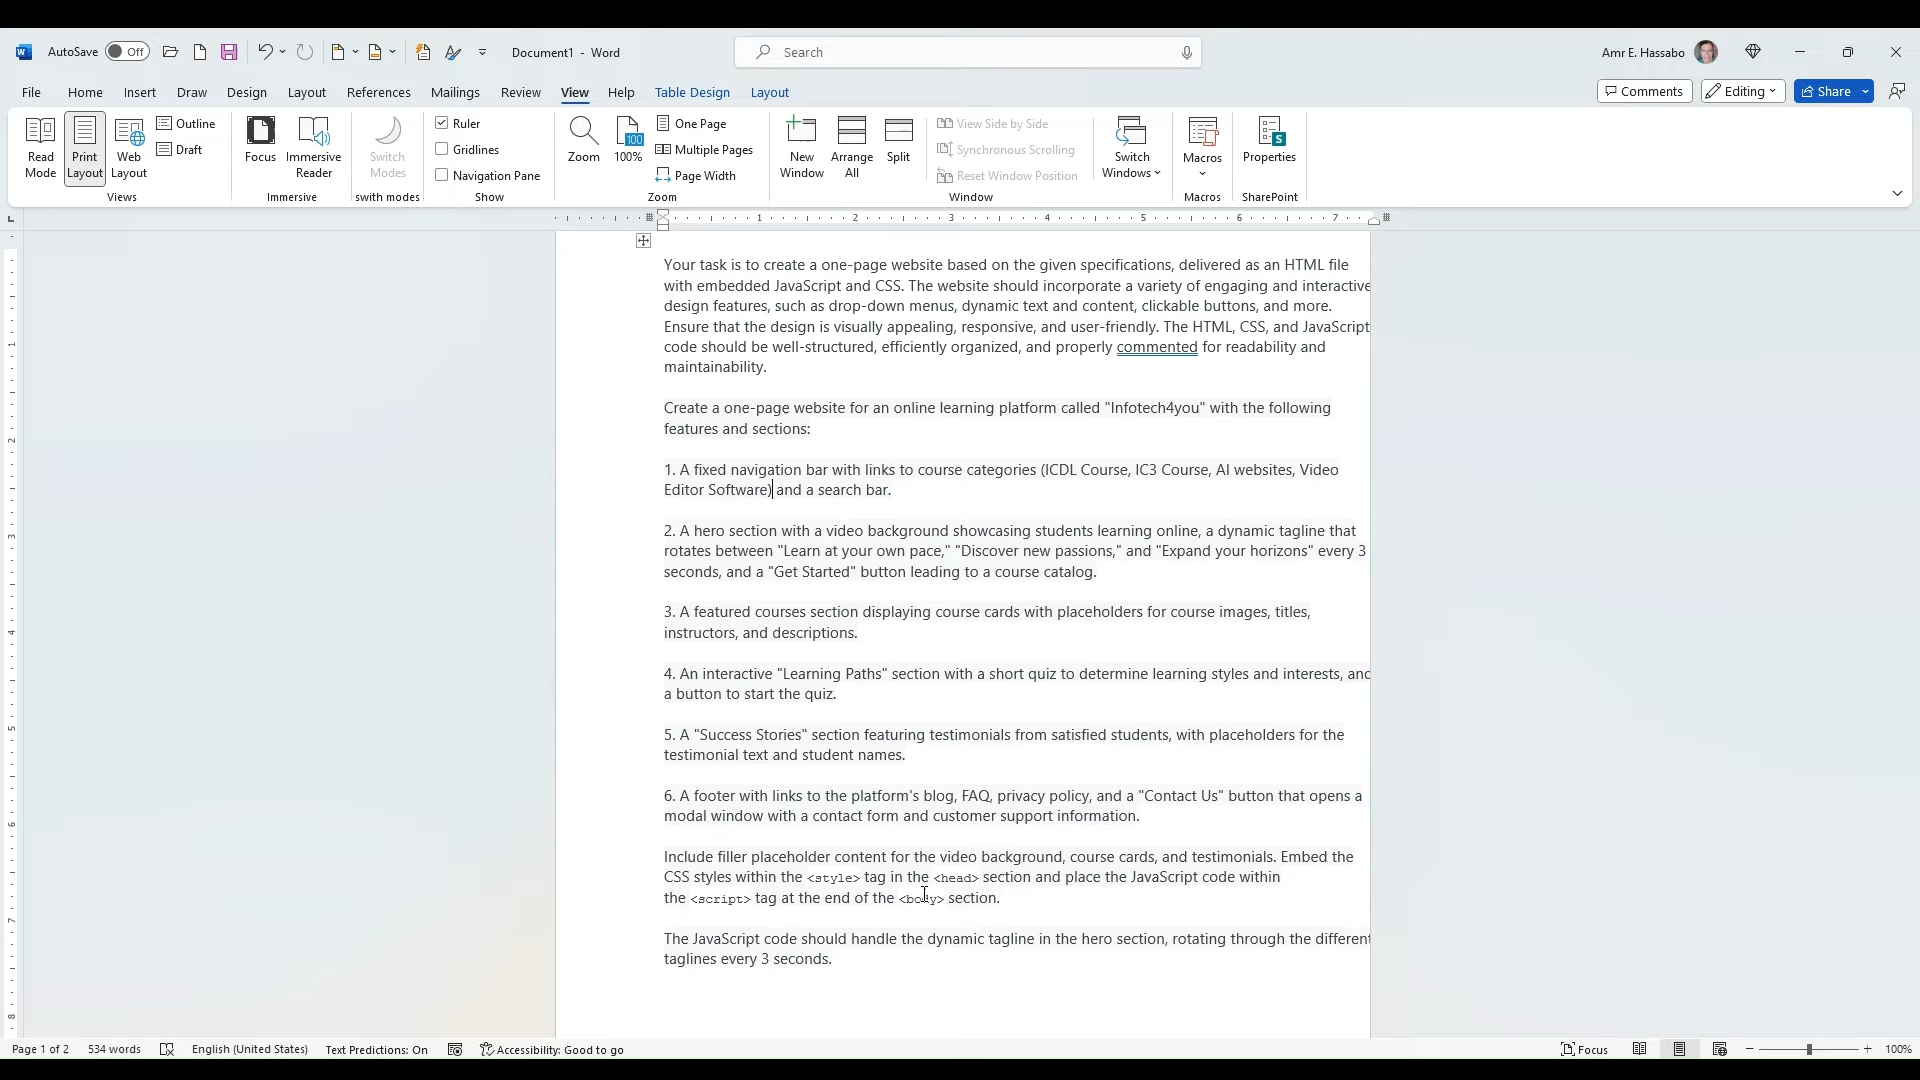 AutoSave Off Document1 - Word Search Amr E. Hassabo
File Home Insert Draw Design Layout References Mailings Review View Help Table Design Layout Comments Editing Share
Read Mode
Print Layout
Web Layout
Outline
Draft
Views
Focus
Immersive Reader
Immersive
Switch Modes
swith modes
Ruler
Gridlines
Navigation Pane
Show
Zoom
100
100%
One Page
Multiple Pages
Page Width
Zoom
New Window
Arrange All
Split
View Side by Side
Synchronous Scrolling
Reset Window Position
Switch Windows
Window
Macros
Macros
S
Properties
SharePoint
1 2 3 4 5 6 7
Your task is to create a one-page website based on the given specifications, delivered as an HTML file
with embedded JavaScript and CSS. The website should incorporate a variety of engaging and interactive
design features, such as drop-down menus, dynamic text and content, clickable buttons, and more.
Ensure that the design is visually appealing, responsive, and user-friendly. The HTML, CSS, and JavaScript
code should be well-structured, efficiently organized, and properly commented for readability and
maintainability.
Create a one-page website for an online learning platform called "Infotech4you" with the following
features and sections:
1. A fixed navigation bar with links to course categories (ICDL Course, IC3 Course, AI websites, Video
Editor Software) and a search bar.
2. A hero section with a video background showcasing students learning online, a dynamic tagline that
rotates between "Learn at your own pace," "Discover new passions," and "Expand your horizons" every 3
seconds, and a "Get Started" button leading to a course catalog.
3. A featured courses section displaying course cards with placeholders for course images, titles,
instructors, and descriptions.
4. An interactive "Learning Paths" section with a short quiz to determine learning styles and interests, and
a button to start the quiz.
5. A "Success Stories" section featuring testimonials from satisfied students, with placeholders for the
testimonial text and student names.
6. A footer with links to the platform's blog, FAQ, privacy policy, and a "Contact Us" button that opens a
modal window with a contact form and customer support information.
Include filler placeholder content for the video background, course cards, and testimonials. Embed the
CSS styles within the <style> tag in the <head> section and place the JavaScript code within
the <script> tag at the end of the <body> section.
The JavaScript code should handle the dynamic tagline in the hero section, rotating through the different
taglines every 3 seconds.
1
2
3
4
5
6
7
8
Page 1 of 2 534 words English (United States) Text Predictions: On Accessibility: Good to go Focus 100%